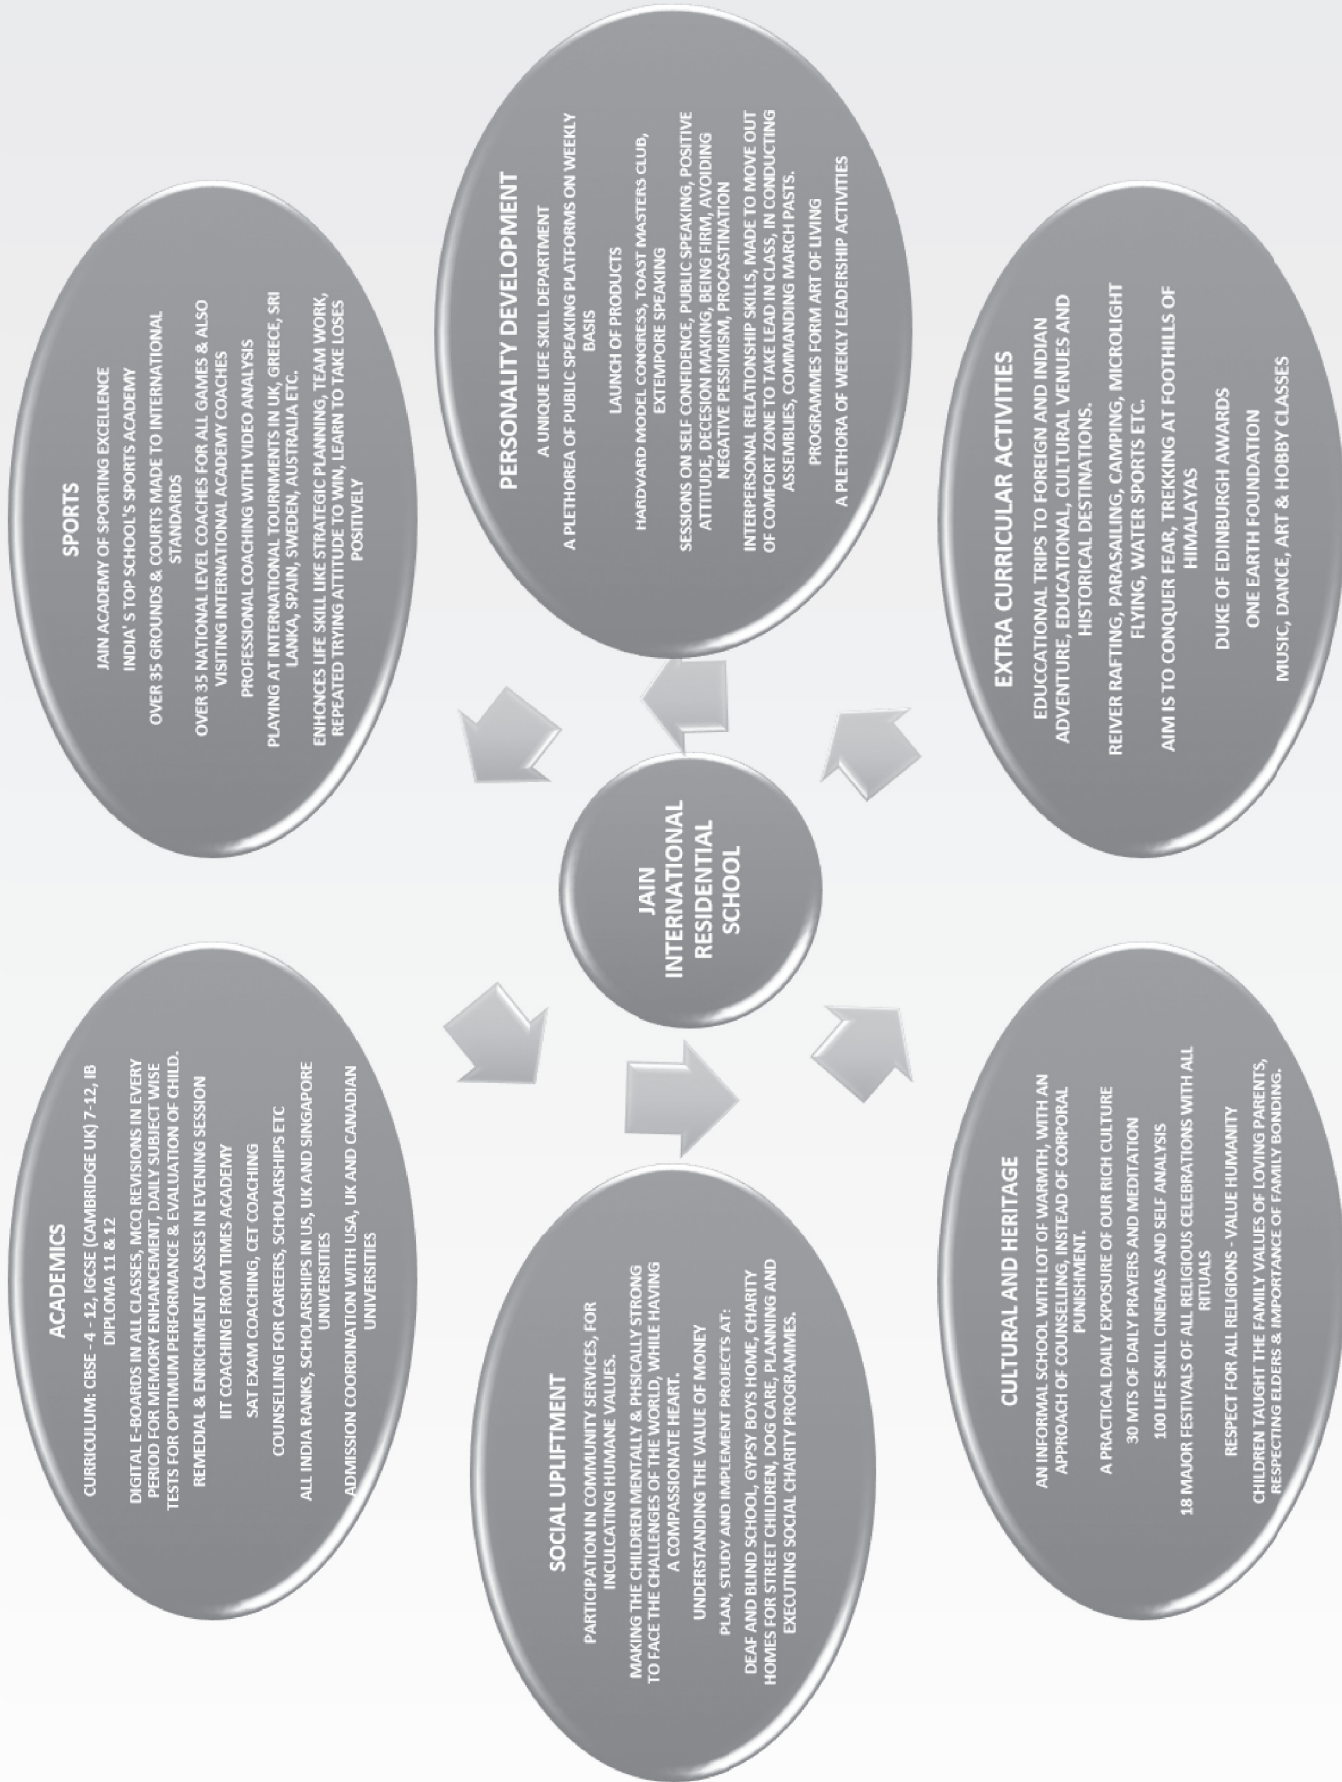 ACADEMICS
CURRICULUM: CBSE - 4 - 12, IGCSE (CAMBRIDGE UK) 7-12, IB
DIPLOMA 11 & 12
DIGITAL E-BOARDS IN ALL CLASSES, MCQ REVISIONS IN EVERY
PERIOD FOR MEMORY ENHANCEMENT, DAILY SUBJECT WISE
TESTS FOR OPTIMUM PERFORMANCE & EVALUATION OF CHILD.
REMEDIAL & ENRICHMENT CLASSES IN EVENING SESSION
IIT COACHING FROM TIMES ACADEMY
SAT EXAM COACHING, CET COACHING
COUNSELLING FOR CAREERS, SCHOLARSHIPS ETC
ALL INDIA RANKS, SCHOLARSHIPS IN US, UK AND SINGAPORE
UNIVERSITIES
ADMISSION COORDINATION WITH USA, UK AND CANADIAN
UNIVERSITIES
SPORTS
JAIN ACADEMY OF SPORTING EXCELLENCE
INDIA' S TOP SCHOOL'S SPORTS ACADEMY
OVER 35 GROUNDS & COURTS MADE TO INTERNATIONAL
STANDARDS
OVER 35 NATIONAL LEVEL COACHES FOR ALL GAMES & ALSO
VISITING INTERNATIONAL ACADEMY COACHES
PROFESSIONAL COACHING WITH VIDEO ANALYSIS
PLAYING AT INTERNATIONAL TOURNMENTS IN UK, GREECE, SRI
LANKA, SPAIN, SWEDEN, AUSTRALIA ETC.
ENHONCES LIFE SKILL LIKE STRATEGIC PLANNING, TEAM WORK,
REPEATED TRYING ATTITUDE TO WIN, LEARN TO TAKE LOSES
POSITIVELY
SOCIAL UPLIFTMENT
PARTICIPATION IN COMMUNITY SERVICES, FOR
INCULCATING HUMANE VALUES.
MAKING THE CHILDREN MENTALLY & PHSICALLY STRONG
TO FACE THE CHALLENGES OF THE WORLD, WHILE HAVING
A COMPASSIONATE HEART.
UNDERSTANDING THE VALUE OF MONEY
PLAN, STUDY AND IMPLEMENT PROJECTS AT:
DEAF AND BLIND SCHOOL, GYPSY BOYS HOME, CHARITY
HOMES FOR STREET CHILDREN, DOG CARE, PLANNING AND
EXECUTING SOCIAL CHARITY PROGRAMMES.
JAIN
INTERNATIONAL
RESIDENTIAL
SCHOOL
PERSONALITY DEVELOPMENT
A UNIQUE LIFE SKILL DEPARTMENT
A PLETHOREA OF PUBLIC SPEAKING PLATFORMS ON WEEKLY
BASIS
LAUNCH OF PRODUCTS
HARDVARD MODEL CONGRESS, TOAST MASTERS CLUB,
EXTEMPORE SPEAKING
SESSIONS ON SELF CONFIDENCE, PUBLIC SPEAKING, POSITIVE
ATTITUDE, DECESION MAKING, BEING FIRM, AVOIDING
NEGATIVE PESSIMISM, PROCASTINATION
INTERPERSONAL RELATIONSHIP SKILLS, MADE TO MOVE OUT
OF COMFORT ZONE TO TAKE LEAD IN CLASS, IN CONDUCTING
ASSEMBLIES, COMMANDING MARCH PASTS.
PROGRAMMES FORM ART OF LIVING
A PLETHORA OF WEEKLY LEADERSHIP ACTIVITIES
CULTURAL AND HERITAGE
AN INFORMAL SCHOOL WITH LOT OF WARMTH, WITH AN
APPROACH OF COUNSELLING, INSTEAD OF CORPORAL
PUNISHMENT.
A PRACTICAL DAILY EXPOSURE OF OUR RICH CULTURE
30 MTS OF DAILY PRAYERS AND MEDITATION
100 LIFE SKILL CINEMAS AND SELF ANALYSIS
18 MAJOR FESTIVALS OF ALL RELIGIOUS CELEBRATIONS WITH ALL
RITUALS
RESPECT FOR ALL RELIGIONS - VALUE HUMANITY
CHILDREN TAUGHT THE FAMILY VALUES OF LOVING PARENTS,
RESPECTING ELDERS & IMPORTANCE OF FAMILY BONDING.
EXTRA CURRICULAR ACTIVITIES
EDUCCATIONAL TRIPS TO FOREIGN AND INDIAN
ADVENTURE, EDUCATIONAL, CULTURAL VENUES AND
HISTORICAL DESTINATIONS.
REIVER RAFTING, PARASAILING, CAMPING, MICROLIGHT
FLYING, WATER SPORTS ETC.
AIM IS TO CONQUER FEAR, TREKKING AT FOOTHILLS OF
HIMALAYAS
DUKE OF EDINBURGH AWARDS
ONE EARTH FOUNDATION
MUSIC, DANCE, ART & HOBBY CLASSES